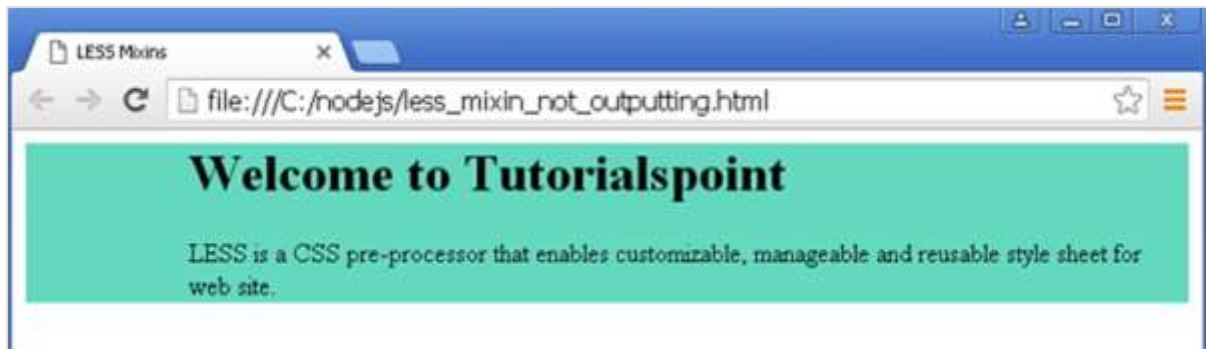 LESS Mixins
file:///C:/nodejs/less_mixin_not_outputting.html
Welcome to Tutorialspoint
LESS is a CSS pre-processor that enables customizable, manageable and reusable style sheet for
web site.